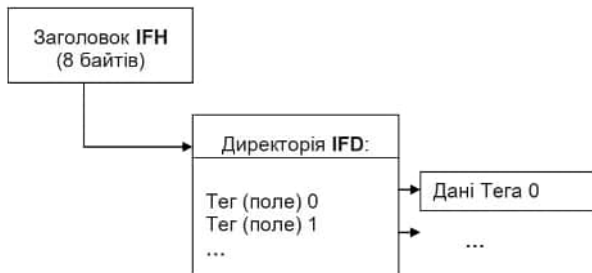 Заголовок IFH
(8 байтів)
Директорія IFD:
Тег (поле) 0
Тег (поле) 1
...
Дані Тега 0
...